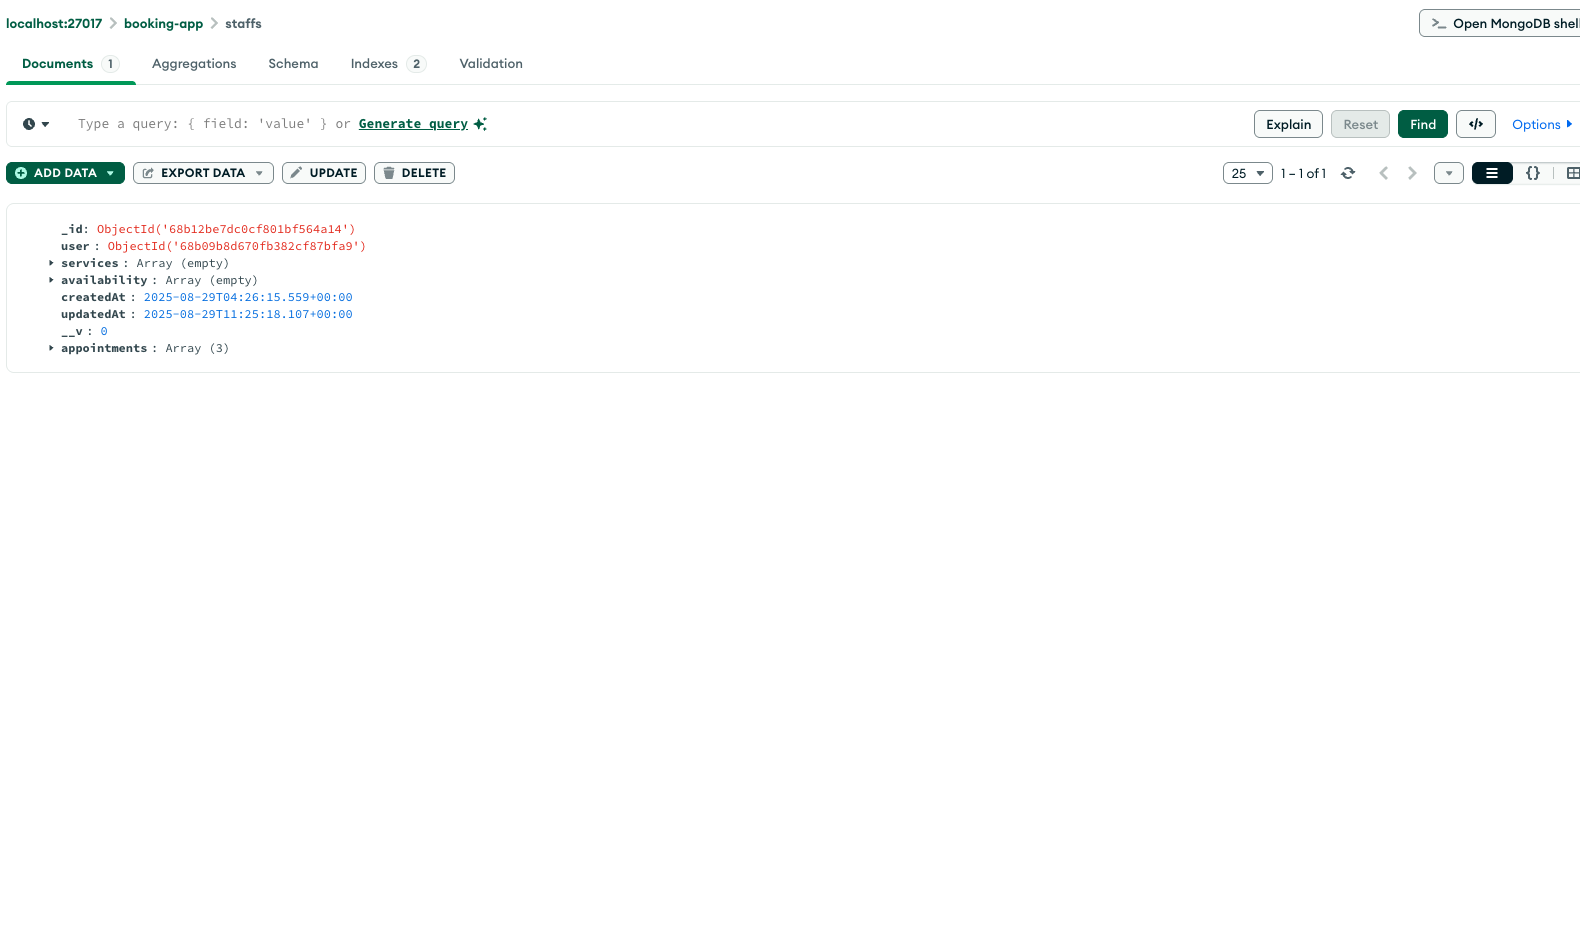 localhost:27017 > booking-app > staffs
Open MongoDB shell
Documents 1 Aggregations Schema Indexes 2 Validation
Type a query: { field: 'value' } or Generate query
Explain Reset Find </> Options
ADD DATA EXPORT DATA UPDATE DELETE
25 1 – 1 of 1 {}
_id: ObjectId('68b12be7dc0cf801bf564a14')
user : ObjectId('68b09b8d670fb382cf87bfa9')
services : Array (empty)
availability : Array (empty)
createdAt : 2025-08-29T04:26:15.559+00:00
updatedAt : 2025-08-29T11:25:18.107+00:00
__v : 0
appointments : Array (3)